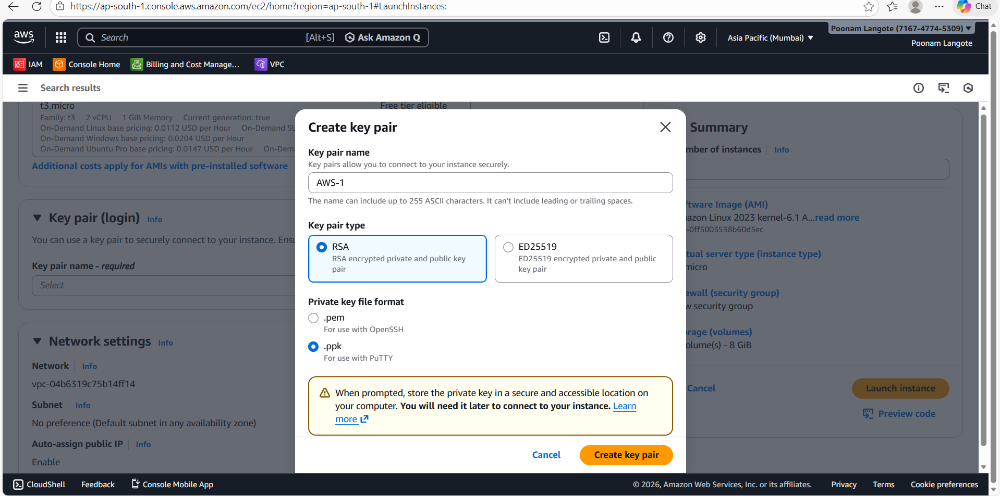 https://ap-south-1.console.aws.amazon.com/ec2/home?region=ap-south-1#LaunchInstances:
Chat
aws
Search
[Alt+S]
Ask Amazon Q
Asia Pacific (Mumbai)
Poonam Langote (7167-4774-5309)
Poonam Langote
IAM
Console Home
Billing and Cost Manage...
VPC
Search results
t3.micro
Free tier eligible
Family: t3 2 vCPU 1 GiB Memory Current generation: true
On-Demand Linux base pricing: 0.0112 USD per Hour On-Demand SU
On-Demand Windows base pricing: 0.0204 USD per Hour
On-Demand Ubuntu Pro base pricing: 0.0147 USD per Hour On-Dem
Additional costs apply for AMIs with pre-installed software
Key pair (login) Info
You can use a key pair to securely connect to your instance. Ensu
Key pair name - required
Select
Network settings Info
Network Info
vpc-04b6319c75b14ff14
Subnet Info
No preference (Default subnet in any availability zone)
Auto-assign public IP Info
Enable
Create key pair
Key pair name
Key pairs allow you to connect to your instance securely.
AWS-1
The name can include up to 255 ASCII characters. It can't include leading or trailing spaces.
Key pair type
RSA
RSA encrypted private and public key
pair
ED25519
ED25519 encrypted private and public
key pair
Private key file format
.pem
For use with OpenSSH
.ppk
For use with PuTTY
When prompted, store the private key in a secure and accessible location on
your computer. You will need it later to connect to your instance. Learn
more
Cancel
Create key pair
Summary
mber of instances Info
ftware Image (AMI)
azon Linux 2023 kernel-6.1 A...read more
-0ff5003538b60d5ec
tual server type (instance type)
micro
ewall (security group)
w security group
rage (volumes)
olume(s) - 8 GiB
Cancel
Launch instance
Preview code
CloudShell
Feedback
Console Mobile App
© 2026, Amazon Web Services, Inc. or its affiliates.
Privacy
Terms
Cookie preferences